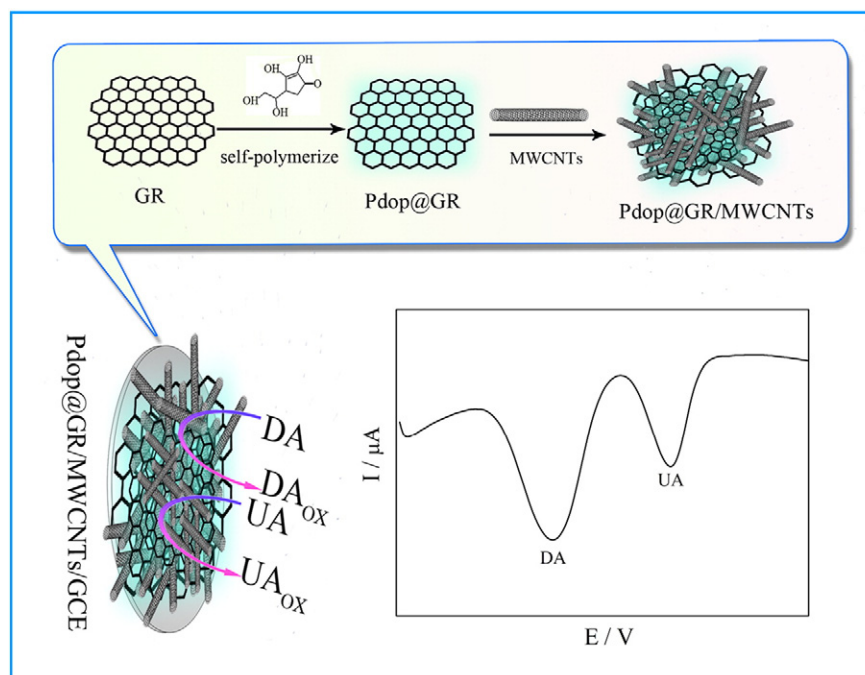 OH
OH
OH
OH
O
self-polymerize
MWCNTs
GR
Pdop@GR
Pdop@GR/MWCNTs
Pdop@GR/MWCNTs/GCE
DA
DAOX
UA
UAOX
I / μA
DA
UA
E / V